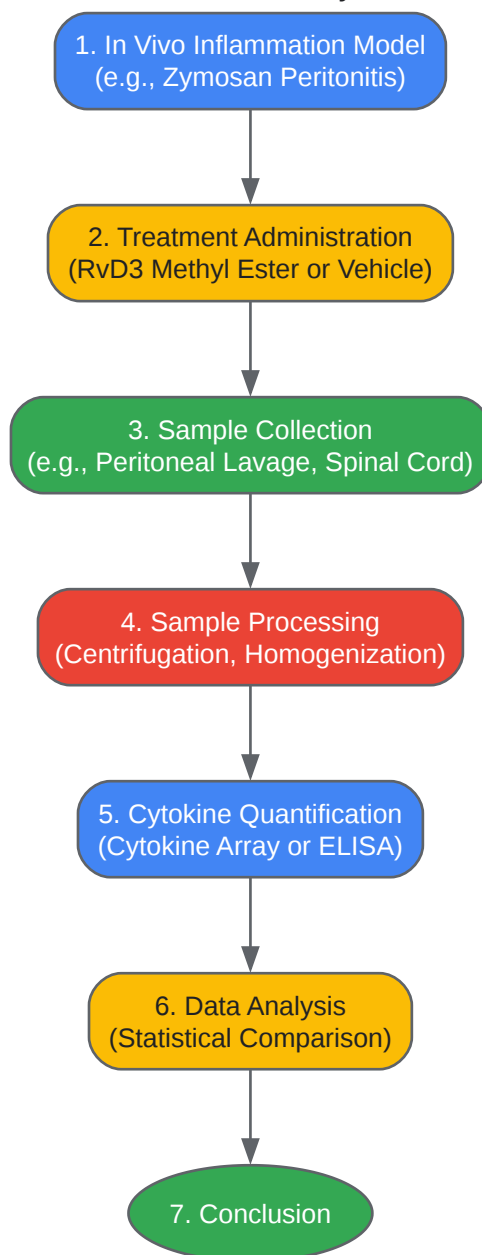 1. In Vivo Inflammation Model
(e.g., Zymosan Peritonitis)
2. Treatment Administration
(RvD3 Methyl Ester or Vehicle)
3. Sample Collection
(e.g., Peritoneal Lavage, Spinal Cord)
4. Sample Processing
(Centrifugation, Homogenization)
5. Cytokine Quantification
(Cytokine Array or ELISA)
6. Data Analysis
(Statistical Comparison)
7. Conclusion